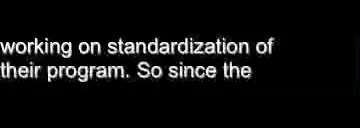 working on standardization of
their program. So since the